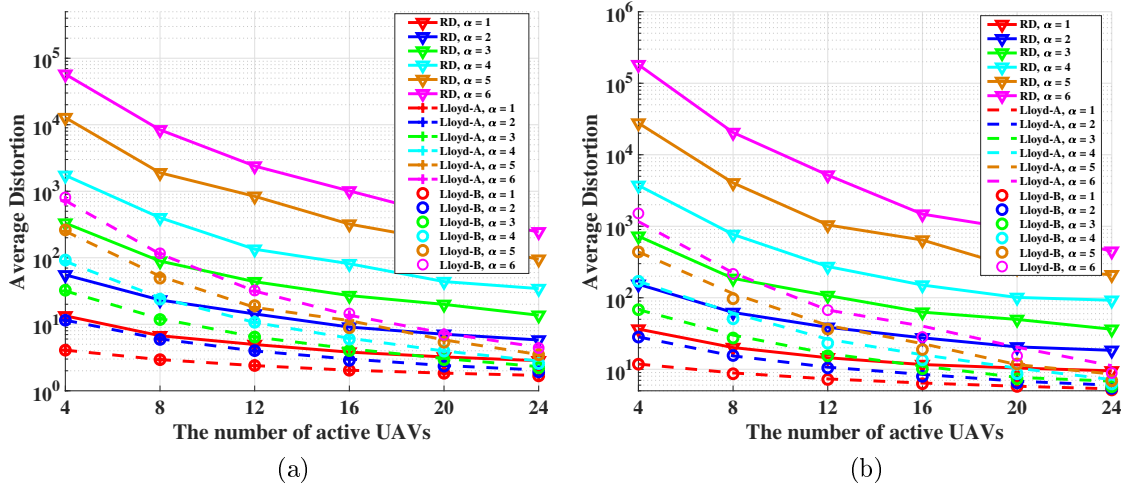 10^5
10^4
10^3
10^2
10^1
10^0
Average Distortion
4 8 12 16 20 24
The number of active UAVs
RD, α = 1
RD, α = 2
RD, α = 3
RD, α = 4
RD, α = 5
RD, α = 6
Lloyd-A, α = 1
Lloyd-A, α = 2
Lloyd-A, α = 3
Lloyd-A, α = 4
Lloyd-A, α = 5
Lloyd-A, α = 6
Lloyd-B, α = 1
Lloyd-B, α = 2
Lloyd-B, α = 3
Lloyd-B, α = 4
Lloyd-B, α = 5
Lloyd-B, α = 6
(a)
10^6
10^5
10^4
10^3
10^2
10^1
Average Distortion
4 8 12 16 20 24
The number of active UAVs
RD, α = 1
RD, α = 2
RD, α = 3
RD, α = 4
RD, α = 5
RD, α = 6
Lloyd-A, α = 1
Lloyd-A, α = 2
Lloyd-A, α = 3
Lloyd-A, α = 4
Lloyd-A, α = 5
Lloyd-A, α = 6
Lloyd-B, α = 1
Lloyd-B, α = 2
Lloyd-B, α = 3
Lloyd-B, α = 4
Lloyd-B, α = 5
Lloyd-B, α = 6
(b)